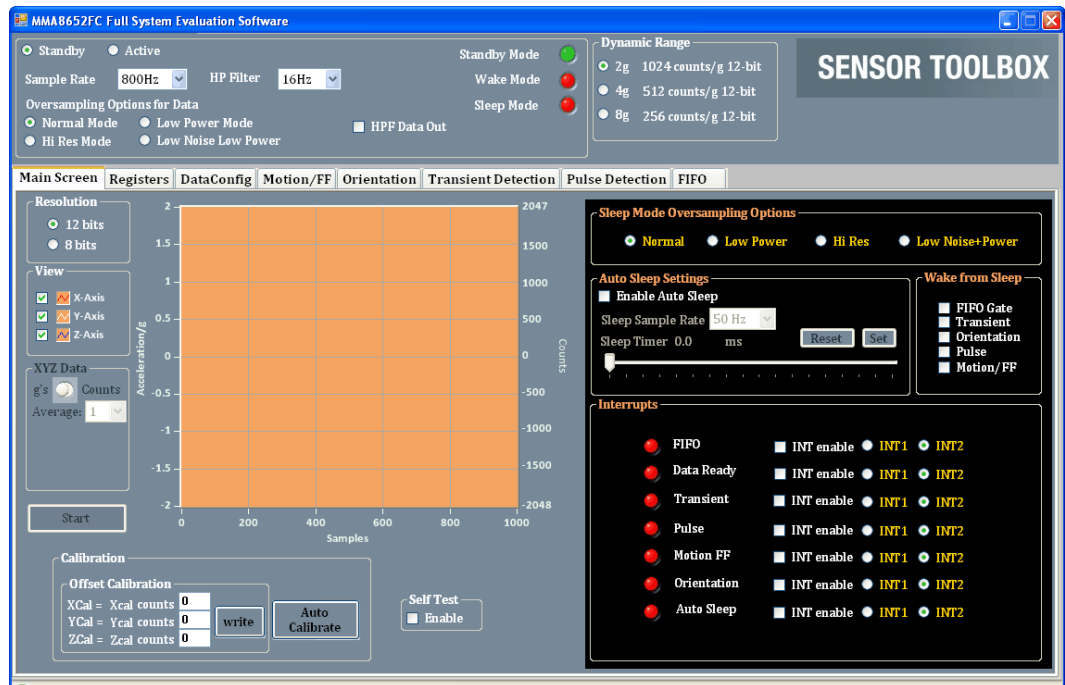 MMA8652FC Full System Evaluation Software
Standby Active
Sample Rate 800Hz HP Filter 16Hz
Oversampling Options for Data
Normal Mode Low Power Mode
Hi Res Mode Low Noise Low Power
HPF Data Out
Standby Mode
Wake Mode
Sleep Mode
Dynamic Range
2g 1024 counts/g 12-bit
4g 512 counts/g 12-bit
8g 256 counts/g 12-bit
SENSOR TOOLBOX
Main Screen Registers DataConfig Motion/FF Orientation Transient Detection Pulse Detection FIFO
Resolution
12 bits
8 bits
View
X-Axis
Y-Axis
Z-Axis
XYZ Data
g's Counts
Average: 1
Start
Acceleration/g
2
1.5
1
0.5
0
-0.5
-1
-1.5
-2
2047
1500
1000
500
0
-500
-1000
-1500
-2048
Counts
0 200 400 600 800 1000
Samples
Calibration
Offset Calibration
XCal = Xcal counts 0
YCal = Ycal counts 0
ZCal = Zcal counts 0
write
Auto
Calibrate
Self Test
Enable
Sleep Mode Oversampling Options
Normal Low Power Hi Res Low Noise+Power
Auto Sleep Settings
Enable Auto Sleep
Sleep Sample Rate 50 Hz
Sleep Timer 0.0 ms Reset Set
Wake from Sleep
FIFO Gate
Transient
Orientation
Pulse
Motion/FF
Interrupts
FIFO INT enable INT1 INT2
Data Ready INT enable INT1 INT2
Transient INT enable INT1 INT2
Pulse INT enable INT1 INT2
Motion FF INT enable INT1 INT2
Orientation INT enable INT1 INT2
Auto Sleep INT enable INT1 INT2